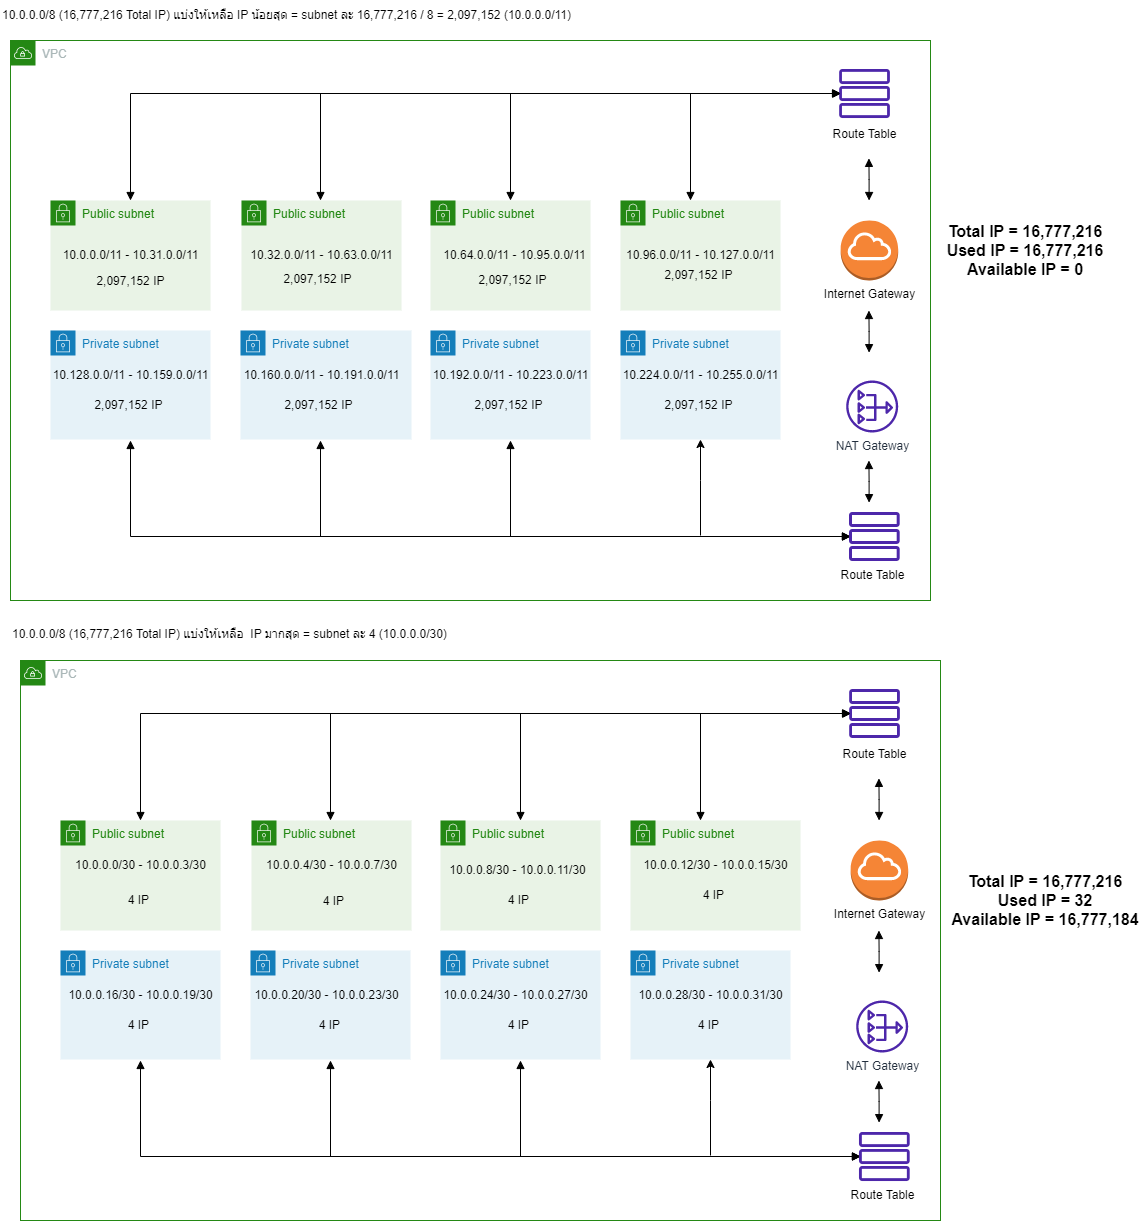 10.0.0.0/8 (16,777,216 Total IP) แบ่งให้เหลือ IP น้อยสุด = subnet ละ 16,777,216 / 8 = 2,097,152 (10.0.0.0/11)
VPC
Route Table
Public subnet
10.0.0.0/11 - 10.31.0.0/11
2,097,152 IP
Public subnet
10.32.0.0/11 - 10.63.0.0/11
2,097,152 IP
Public subnet
10.64.0.0/11 - 10.95.0.0/11
2,097,152 IP
Public subnet
10.96.0.0/11 - 10.127.0.0/11
2,097,152 IP
Internet Gateway
Total IP = 16,777,216
Used IP = 16,777,216
Available IP = 0
Private subnet
10.128.0.0/11 - 10.159.0.0/11
2,097,152 IP
Private subnet
10.160.0.0/11 - 10.191.0.0/11
2,097,152 IP
Private subnet
10.192.0.0/11 - 10.223.0.0/11
2,097,152 IP
Private subnet
10.224.0.0/11 - 10.255.0.0/11
2,097,152 IP
NAT Gateway
Route Table
10.0.0.0/8 (16,777,216 Total IP) แบ่งให้เหลือ  IP มากสุด = subnet ละ 4 (10.0.0.0/30)
VPC
Route Table
Public subnet
10.0.0.0/30 - 10.0.0.3/30
4 IP
Public subnet
10.0.0.4/30 - 10.0.0.7/30
4 IP
Public subnet
10.0.0.8/30 - 10.0.0.11/30
4 IP
Public subnet
10.0.0.12/30 - 10.0.0.15/30
4 IP
Internet Gateway
Total IP = 16,777,216
Used IP = 32
Available IP = 16,777,184
Private subnet
10.0.0.16/30 - 10.0.0.19/30
4 IP
Private subnet
10.0.0.20/30 - 10.0.0.23/30
4 IP
Private subnet
10.0.0.24/30 - 10.0.0.27/30
4 IP
Private subnet
10.0.0.28/30 - 10.0.0.31/30
4 IP
NAT Gateway
Route Table